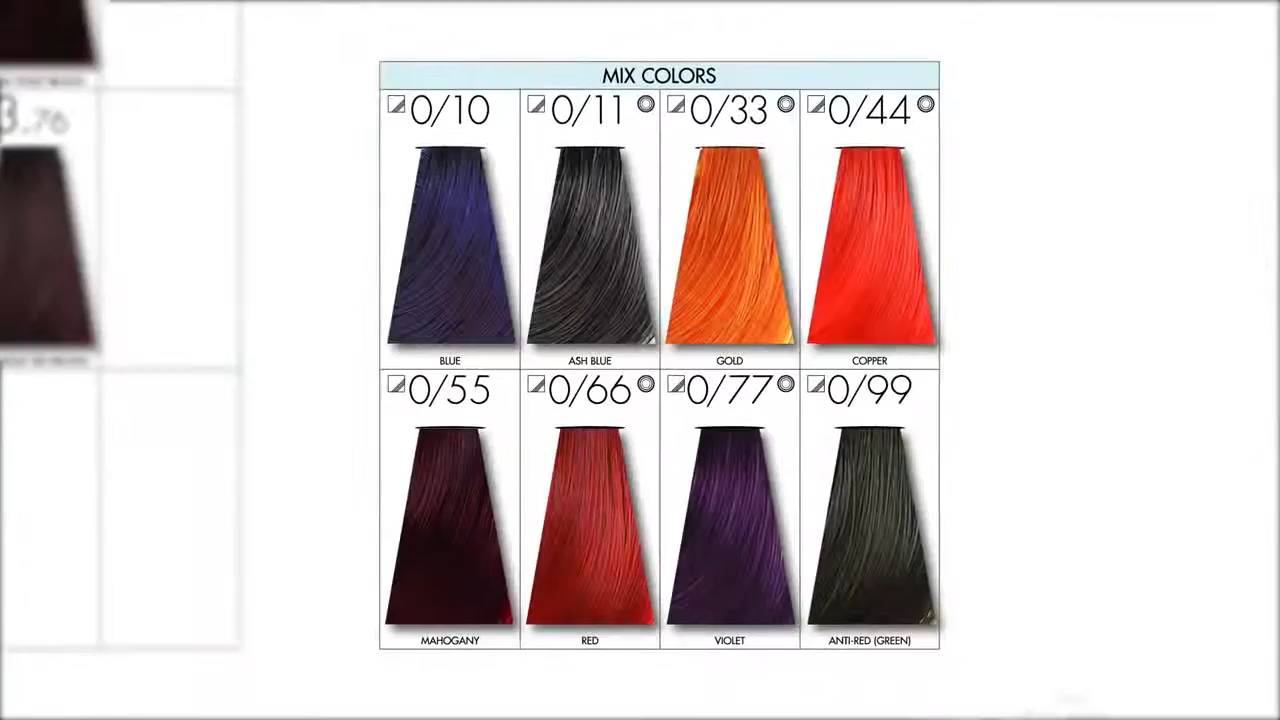 MIX COLORS
0/10 0/11 0/33 0/44
BLUE ASH BLUE GOLD COPPER
0/55 0/66 0/77 0/99
MAHOGANY RED VIOLET ANTI-RED (GREEN)
.76